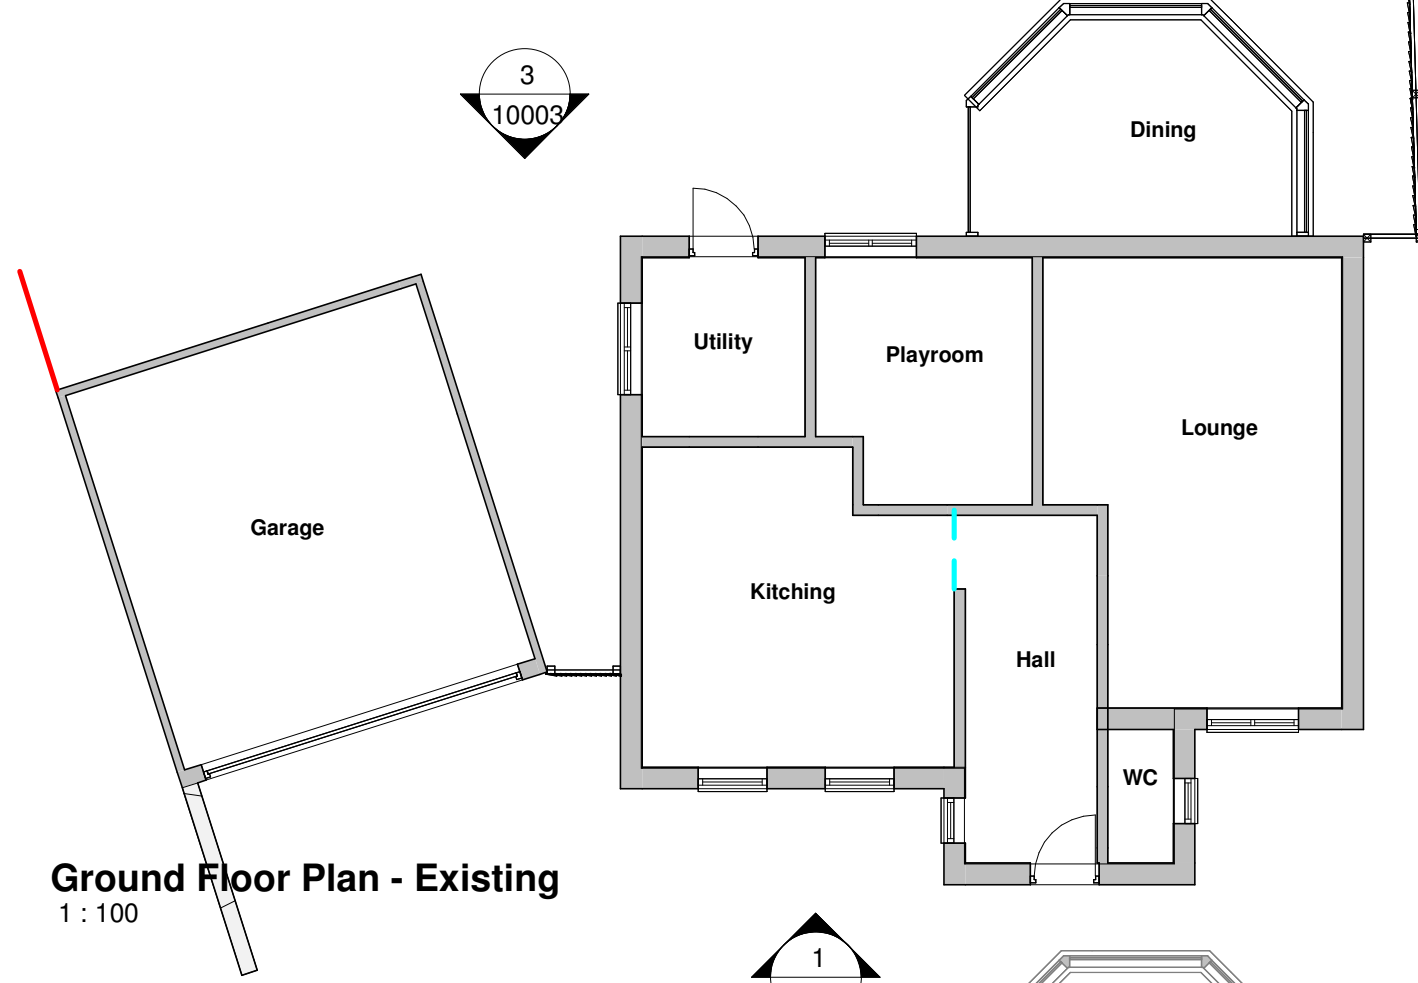 3
10003
Dining
Utility
Playroom
Lounge
Garage
Kitching
Hall
WC
Ground Floor Plan - Existing
1 : 100
1